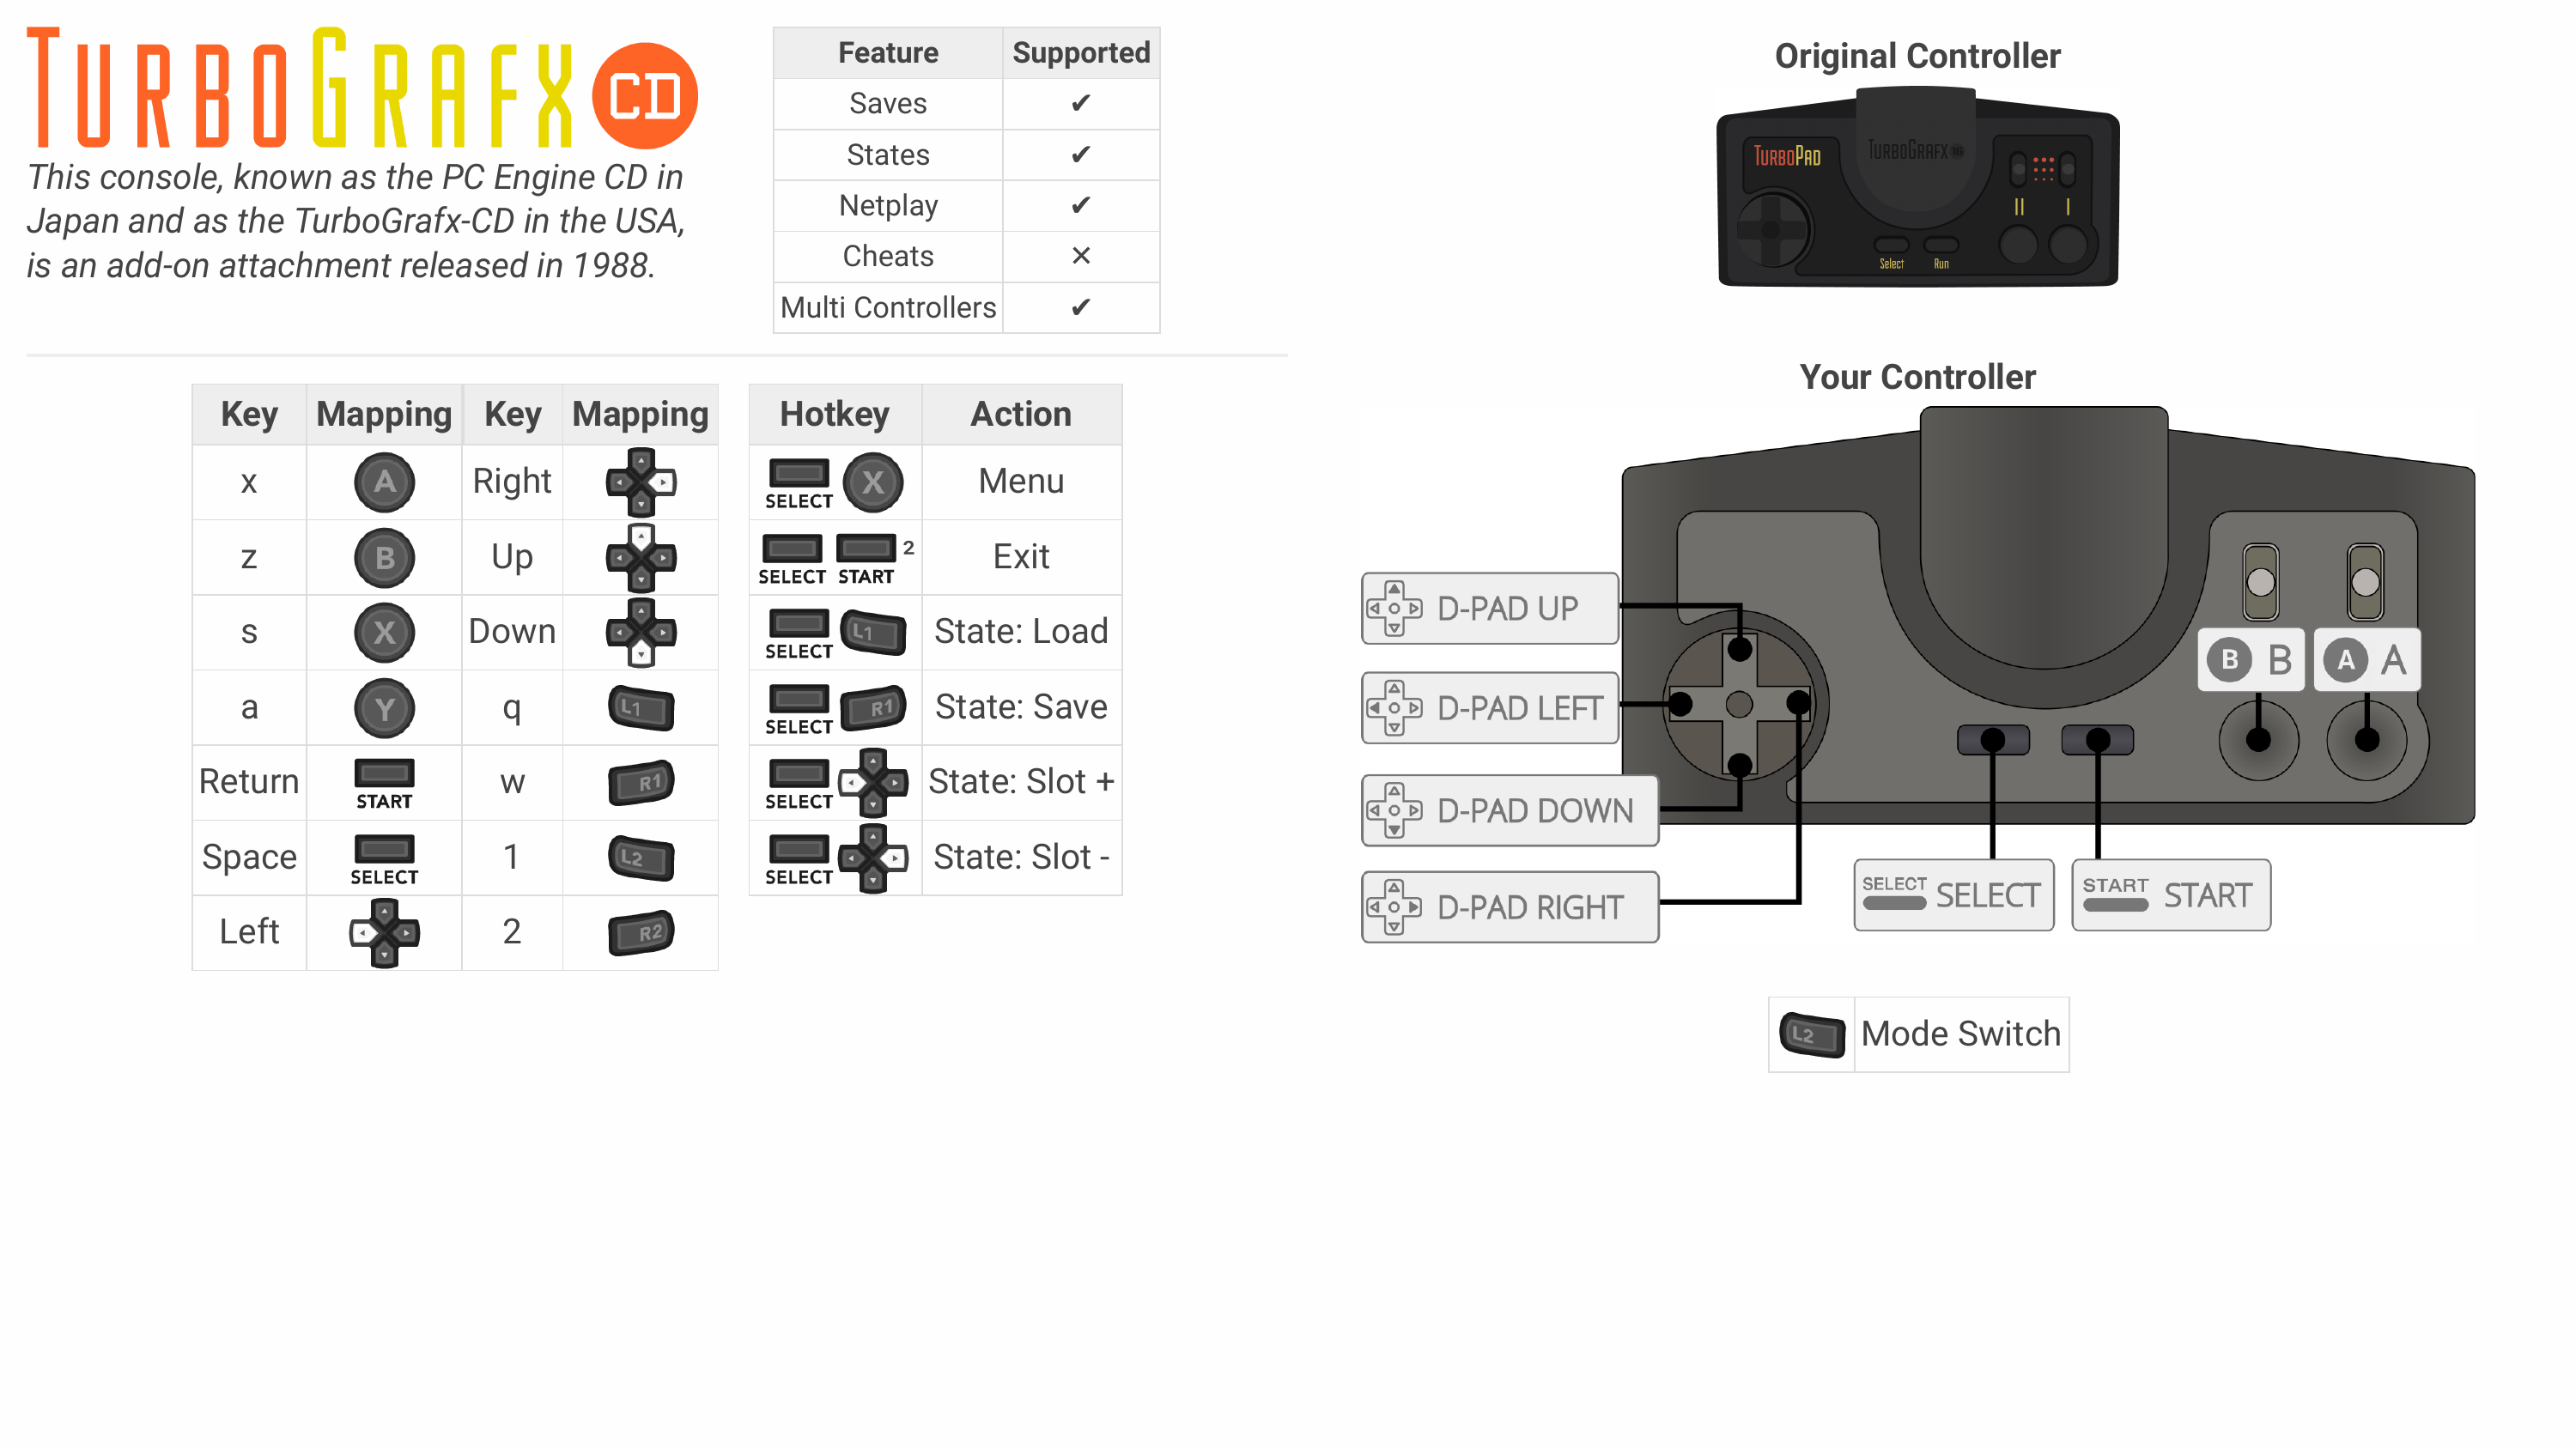 TURBOGRAFX CD
This console, known as the PC Engine CD in
Japan and as the TurboGrafx-CD in the USA,
is an add-on attachment released in 1988.
Feature Supported
Saves ✔
States ✔
Netplay ✔
Cheats ✕
Multi Controllers ✔
Key Mapping Key Mapping
x A Right
z B Up
s X Down
a Y q L1
Return START w R1
Space SELECT 1 L2
Left 2 R2
Hotkey Action
SELECT X Menu
SELECT START 2 Exit
SELECT L1 State: Load
SELECT R1 State: Save
SELECT State: Slot +
SELECT State: Slot -
Original Controller
TURBOPAD
TURBOGRAFX 16
II I
Select Run
Your Controller
D-PAD UP
B B A A
D-PAD LEFT
D-PAD DOWN
D-PAD RIGHT
SELECT SELECT START START
L2 Mode Switch